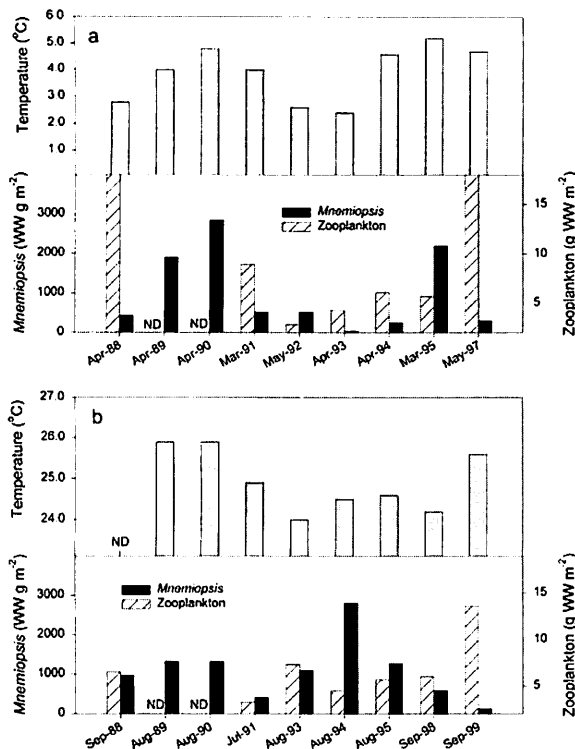 a
Temperature (°C)
6.0
5.0
4.0
3.0
2.0
1.0
Mnemiopsis (WW g m-2)
3000
2000
1000
0
Mnemiopsis
Zooplankton
ND
ND
15
10
5
Zooplankton (g WW m-2)
Apr-88
Apr-89
Apr-90
Mar-91
May-92
Apr-93
Apr-94
Mar-95
May-97
b
Temperature (°C)
27.0
26.0
25.0
24.0
ND
Mnemiopsis (WW g m-2)
3000
2000
1000
0
Mnemiopsis
Zooplankton
ND
ND
15
10
5
Zooplankton (g WW m-2)
Sep-88
Aug-89
Aug-90
Jul-91
Aug-93
Aug-94
Aug-95
Sep-98
Sep-99